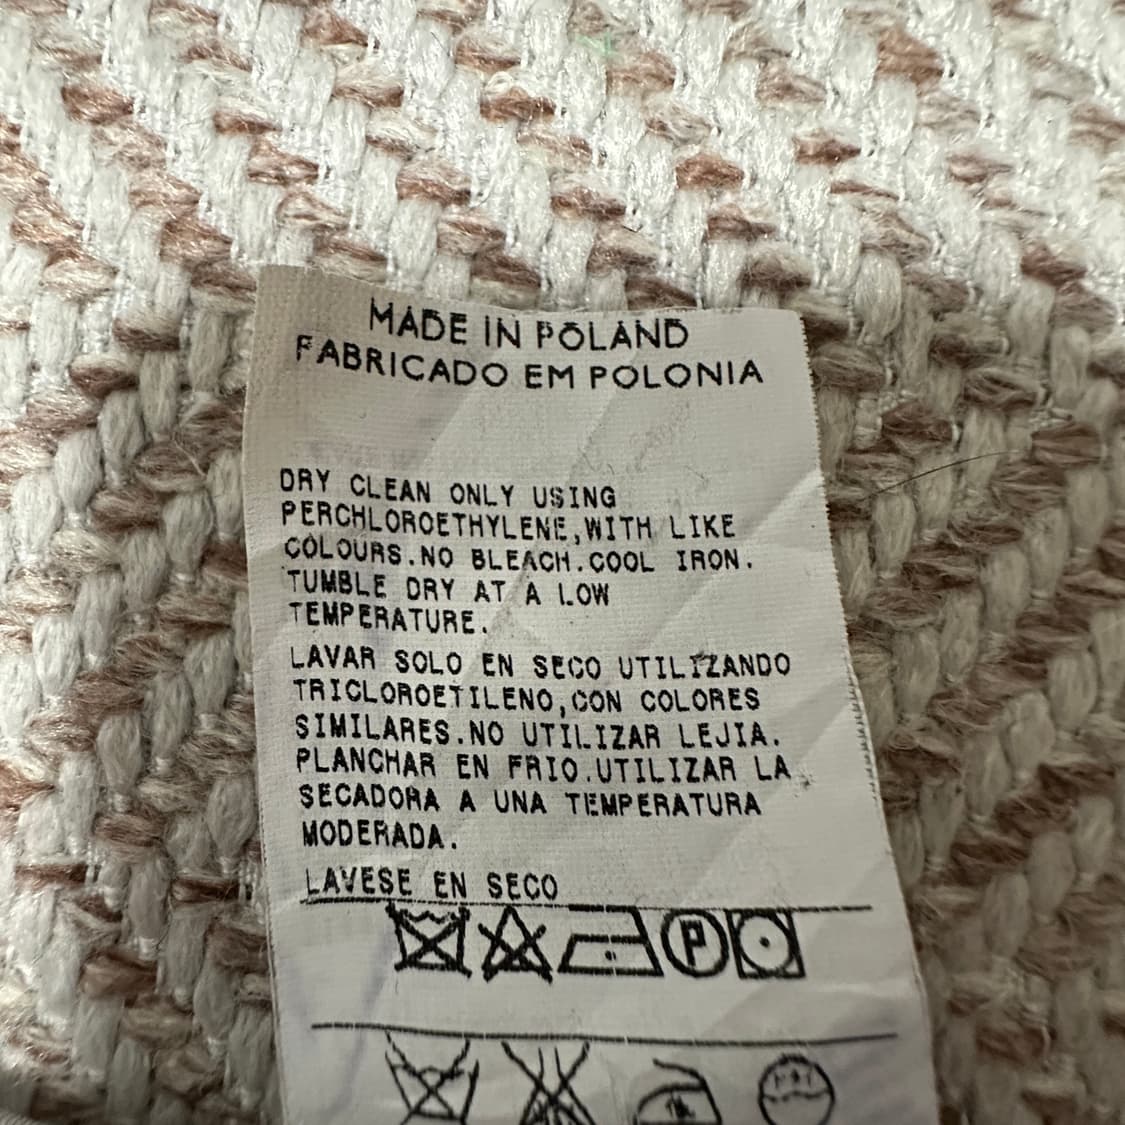 MADE IN POLAND
FABRICADO EM POLONIA
DRY CLEAN ONLY USING
PERCHLOROETHYLENE,WITH LIKE
COLOURS.NO BLEACH.COOL IRON.
TUMBLE DRY AT A LOW
TEMPERATURE.
LAVAR SOLO EN SECO UTILIZANDO
TRICLOROETILENO,CON COLORES
SIMILARES.NO UTILIZAR LEJIA.
PLANCHAR EN FRIO.UTILIZAR LA
SECADORA A UNA TEMPERATURA
MODERADA.
LAVESE EN SECO
P